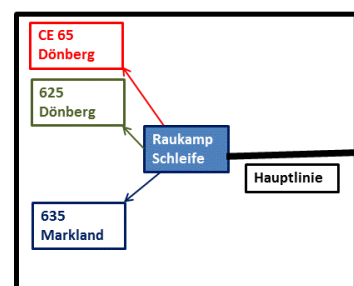 CE 65
Dönberg
625
Dönberg
Raukamp
Schleife
Hauptlinie
635
Markland